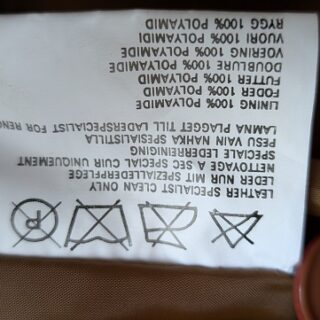 P
LEATHER SPECIALIST CLEAN ONLY
LEDER NUR MIT SPEZIALLEDERPFLEGE
NETTOYAGE A SEC SPECIAL CUIR UNIQUEMENT
SPECIALE LEDERREINIGING
PESU VAIN NAHKA SPESIALISTILLA
LAMNA PLAGGET TILL LADERSPECIALIST FOR RENG
LINING 100% POLYAMIDE
FODER 100% POLYAMID
FUTTER 100% POLYAMID
DOUBLURE 100% POLYAMIDE
VOERING 100% POLYAMIDE
VUORI 100% POLYAMIDI
RYGG 100% POLYAMID